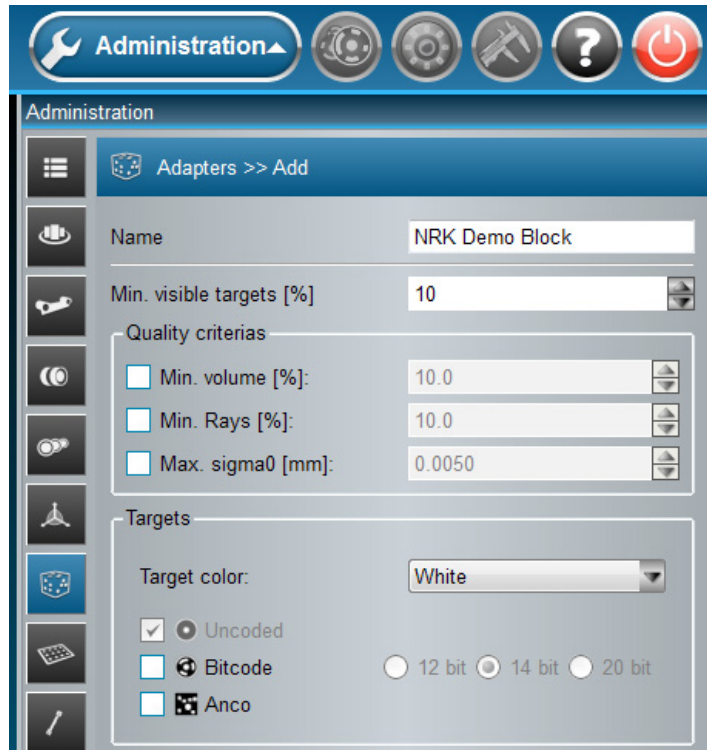 Administration
Administration
Adapters >> Add
Name NRK Demo Block
Min. visible targets [%] 10
Quality criterias
Min. volume [%]: 10.0
Min. Rays [%]: 10.0
Max. sigma0 [mm]: 0.0050
Targets
Target color: White
Uncoded
Bitcode 12 bit 14 bit 20 bit
Anco